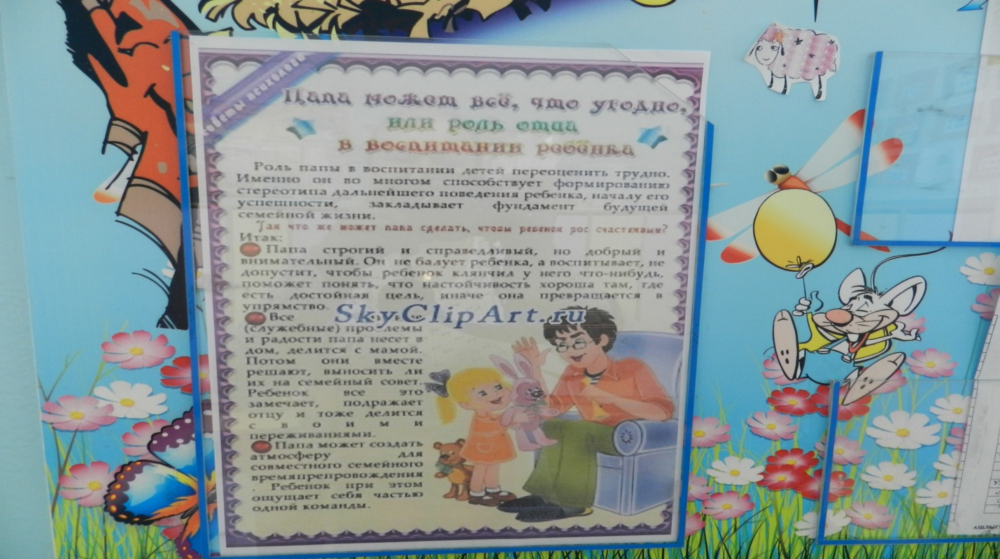 советы психолога
Папа может всё, что угодно,
или роль отца
в воспитании ребёнка
Роль папы в воспитании детей переоценить трудно.
Именно он во многом способствует формированию
стереотипа дальнейшего поведения ребенка, началу его
успешности, закладывает фундамент будущей
семейной жизни.
Так что же может папа сделать, чтобы ребенок рос счастливым?
Итак:
Папа строгий и справедливый, но добрый и
внимательный. Он не балует ребенка, а воспитывает, не
допустит, чтобы ребенок клянчил у него что-нибудь,
поможет понять, что настойчивость хороша там, где
есть достойная цель, иначе она превращается в
упрямство.
SkyClipArt.ru
Все
(служебные) проблемы
и радости папа несет в
дом, делится с мамой.
Потом они вместе
решают, выносить ли
их на семейный совет.
Ребенок все это
замечает, подражает
отцу и тоже делится
с в о и м и
переживаниями.
Папа может создать
атмосферу для
совместного семейного
времяпрепровождения
. Ребенок при этом
ощущает себя частью
одной команды.